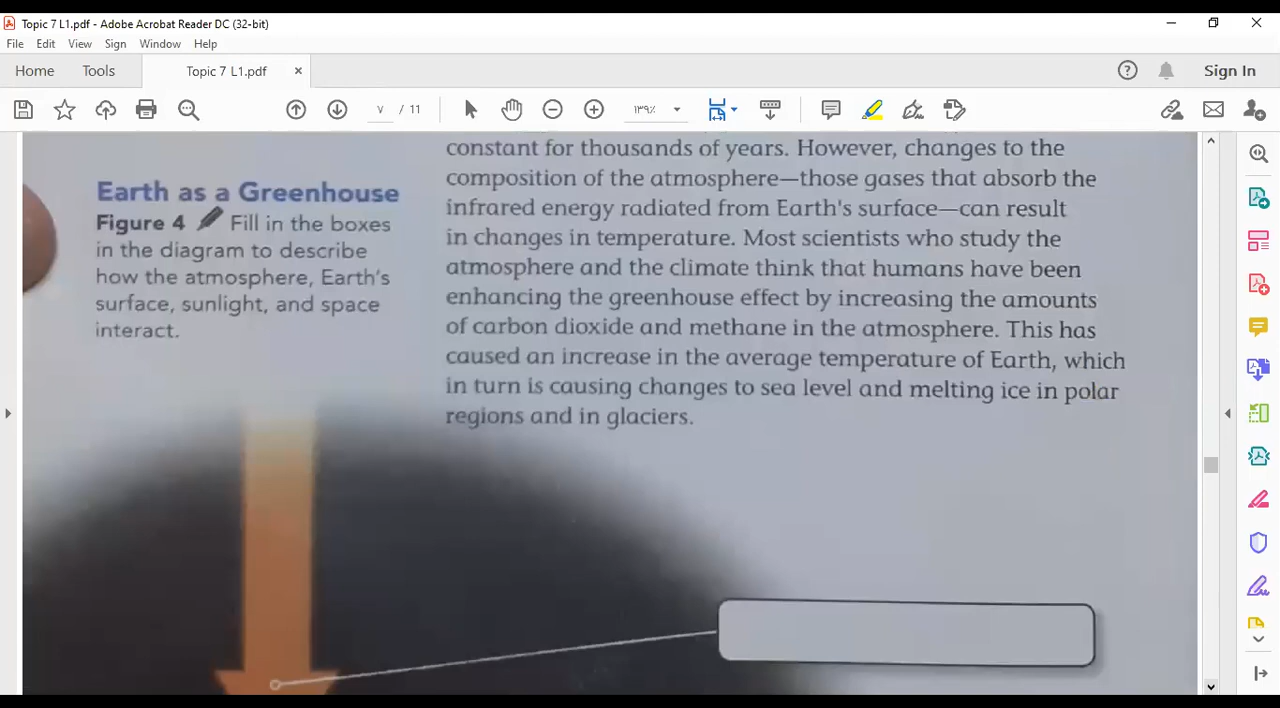 Topic 7 L1.pdf - Adobe Acrobat Reader DC (32-bit)
File Edit View Sign Window Help
Home Tools Topic 7 L1.pdf × Sign In
٧ / 11 ١٣٩٪
constant for thousands of years. However, changes to the
composition of the atmosphere—those gases that absorb the
infrared energy radiated from Earth's surface—can result
in changes in temperature. Most scientists who study the
atmosphere and the climate think that humans have been
enhancing the greenhouse effect by increasing the amounts
of carbon dioxide and methane in the atmosphere. This has
caused an increase in the average temperature of Earth, which
in turn is causing changes to sea level and melting ice in polar
regions and in glaciers.
Earth as a Greenhouse
Figure 4 Fill in the boxes
in the diagram to describe
how the atmosphere, Earth's
surface, sunlight, and space
interact.